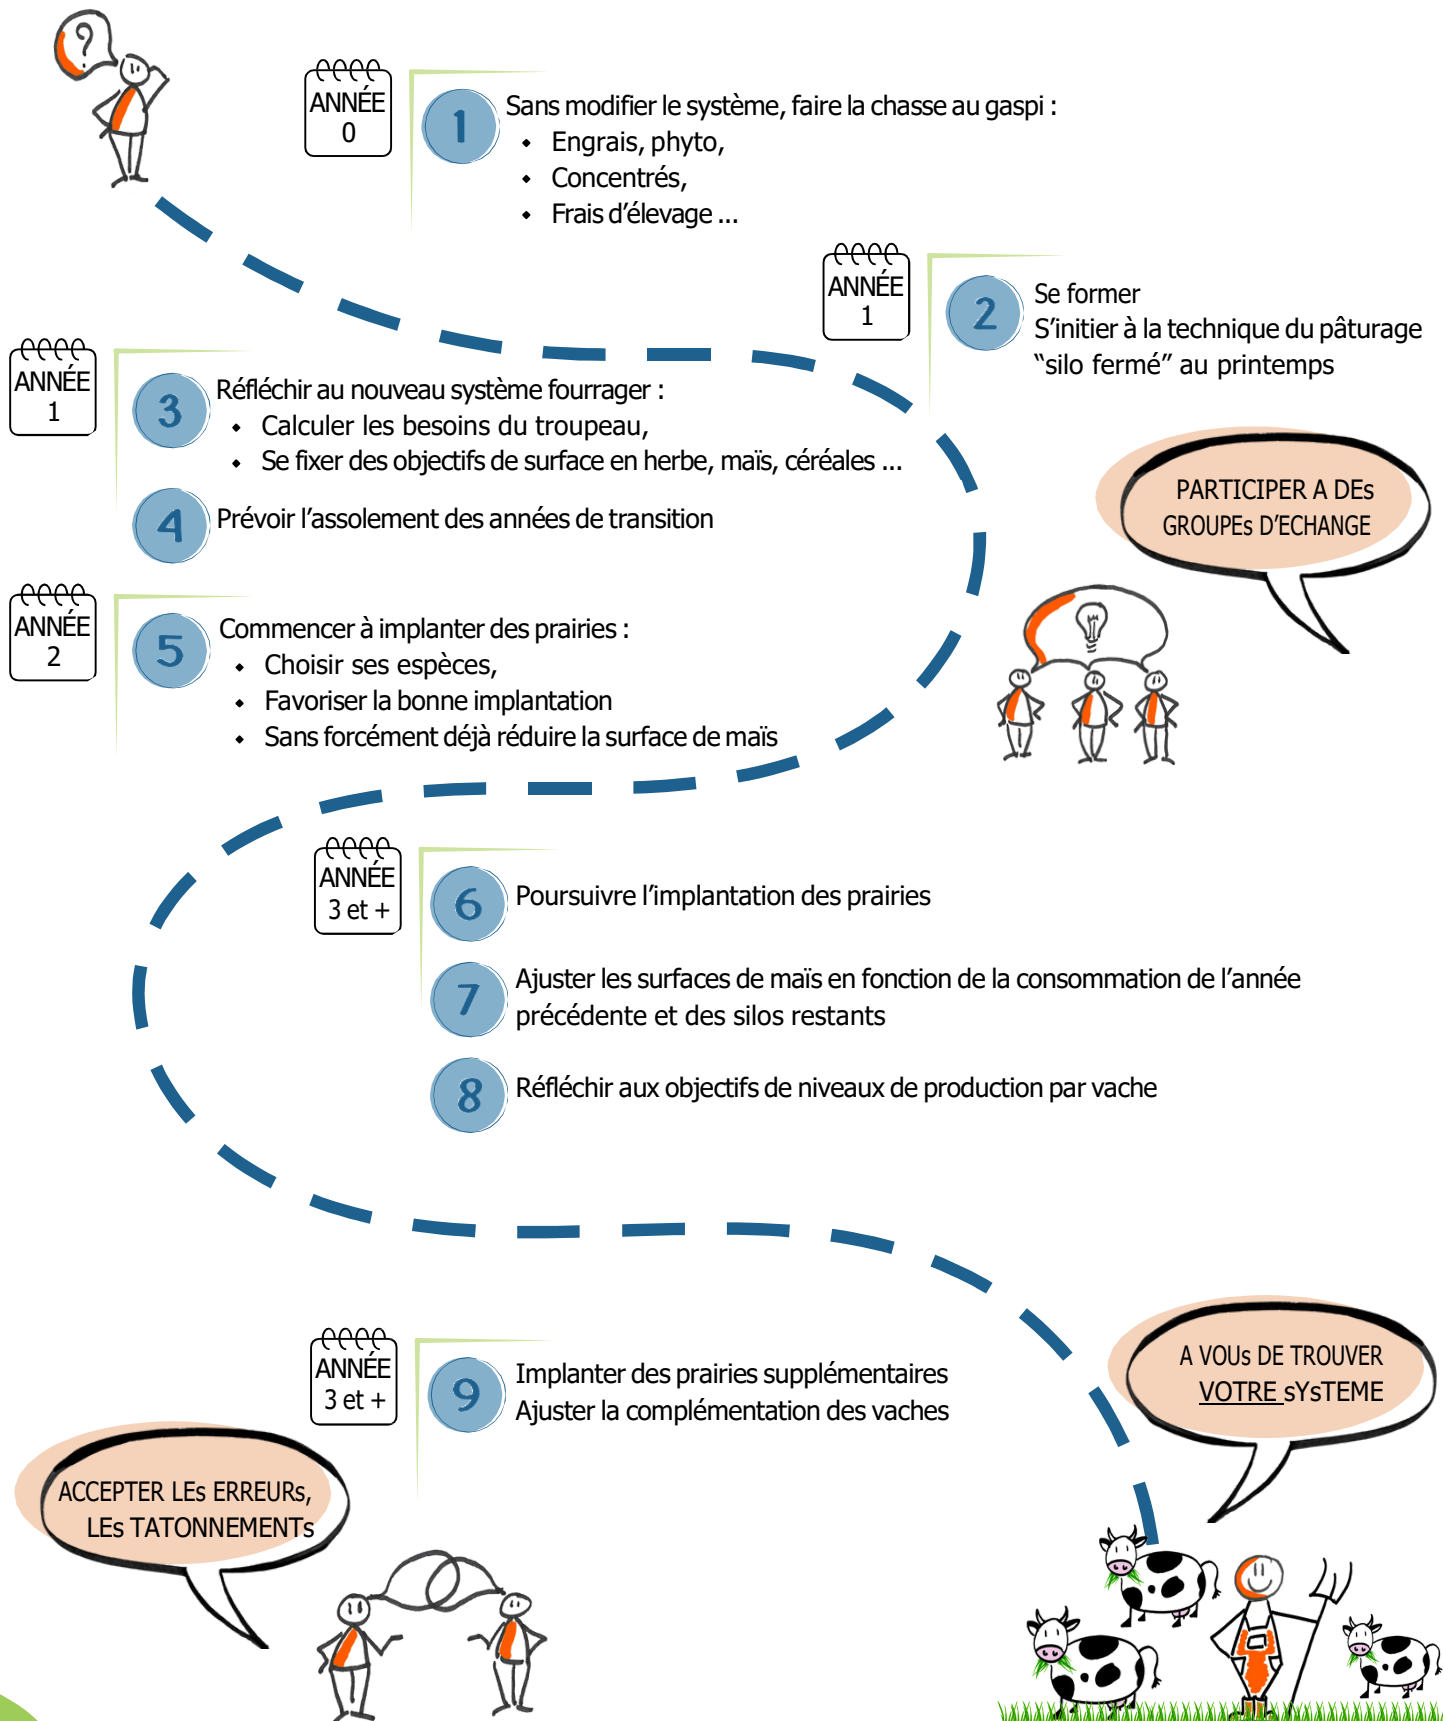 ?
ANNÉE
0
1
Sans modifier le système, faire la chasse au gaspi :
• Engrais, phyto,
• Concentrés,
• Frais d’élevage ...
ANNÉE
1
2
Se former
S’initier à la technique du pâturage
“silo fermé” au printemps
ANNÉE
1
3
Réfléchir au nouveau système fourrager :
• Calculer les besoins du troupeau,
• Se fixer des objectifs de surface en herbe, maïs, céréales ...
4
Prévoir l’assolement des années de transition
PARTICIPER A DEs
GROUPEs D’ECHANGE
ANNÉE
2
5
Commencer à implanter des prairies :
• Choisir ses espèces,
• Favoriser la bonne implantation
• Sans forcément déjà réduire la surface de maïs
ANNÉE
3 et +
6
Poursuivre l’implantation des prairies
7
Ajuster les surfaces de maïs en fonction de la consommation de l’année
précédente et des silos restants
8
Réfléchir aux objectifs de niveaux de production par vache
ANNÉE
3 et +
9
Implanter des prairies supplémentaires
Ajuster la complémentation des vaches
A VOUs DE TROUVER
VOTRE sYsTEME
ACCEPTER LEs ERREURs,
LEs TATONNEMENTs